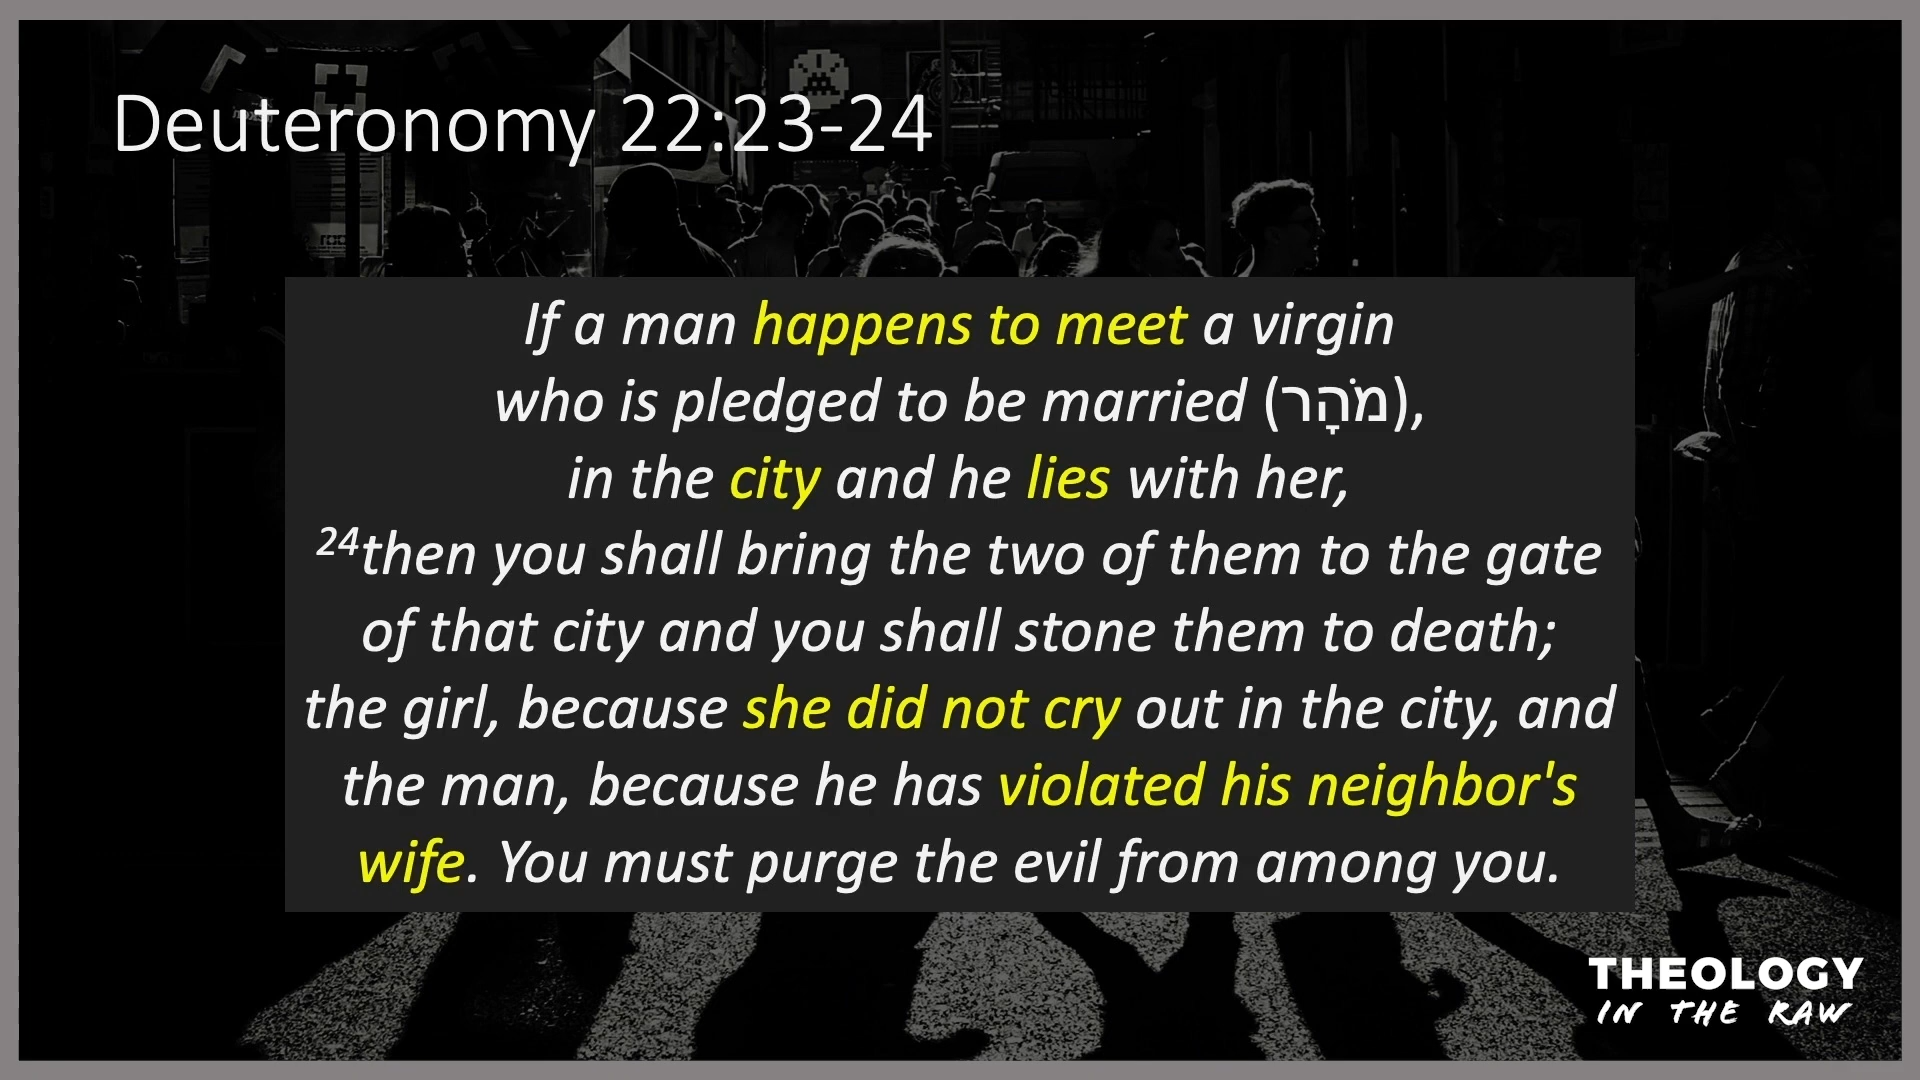 Deuteronomy 22:23-24
If a man happens to meet a virgin
who is pledged to be married (מֹהָר),
in the city and he lies with her,
24then you shall bring the two of them to the gate
of that city and you shall stone them to death;
the girl, because she did not cry out in the city, and
the man, because he has violated his neighbor's
wife. You must purge the evil from among you.
THEOLOGY
IN THE RAW